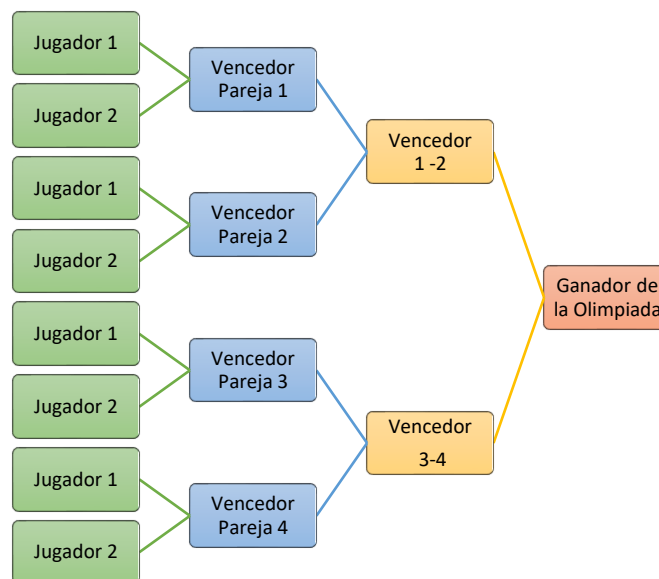 Jugador 1
Jugador 2
Jugador 1
Jugador 2
Jugador 1
Jugador 2
Jugador 1
Jugador 2
Vencedor
Pareja 1
Vencedor
Pareja 2
Vencedor
Pareja 3
Vencedor
Pareja 4
Vencedor
1 -2
Vencedor
3-4
Ganador de
la Olimpiada